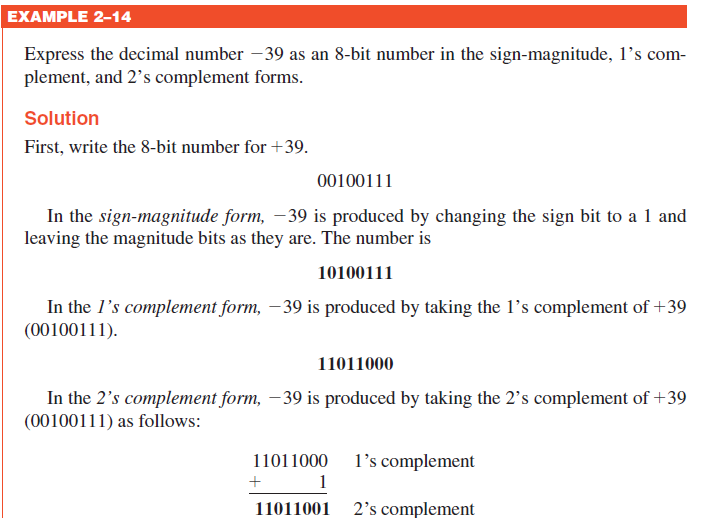 EXAMPLE 2–14
Express the decimal number −39 as an 8-bit number in the sign-magnitude, 1’s com-
plement, and 2’s complement forms.
Solution
First, write the 8-bit number for +39.
00100111
In the sign-magnitude form, −39 is produced by changing the sign bit to a 1 and
leaving the magnitude bits as they are. The number is
10100111
In the 1’s complement form, −39 is produced by taking the 1’s complement of +39
(00100111).
11011000
In the 2’s complement form, −39 is produced by taking the 2’s complement of +39
(00100111) as follows:
11011000 1’s complement
+ 1
11011001 2’s complement